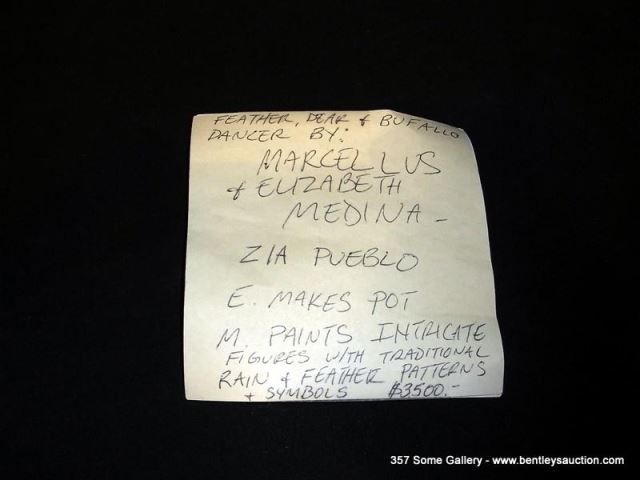 FEATHER, DEAR & BUFALLO
DANCER BY:
MARCELLUS
& ELIZABETH
MEDINA -
ZIA PUEBLO
E. MAKES POT
M. PAINTS INTRICATE
FIGURES WITH TRADITIONAL
RAIN & FEATHER PATTERNS
& SYMBOLS $3500.-
357 Some Gallery - www.bentleysauction.com